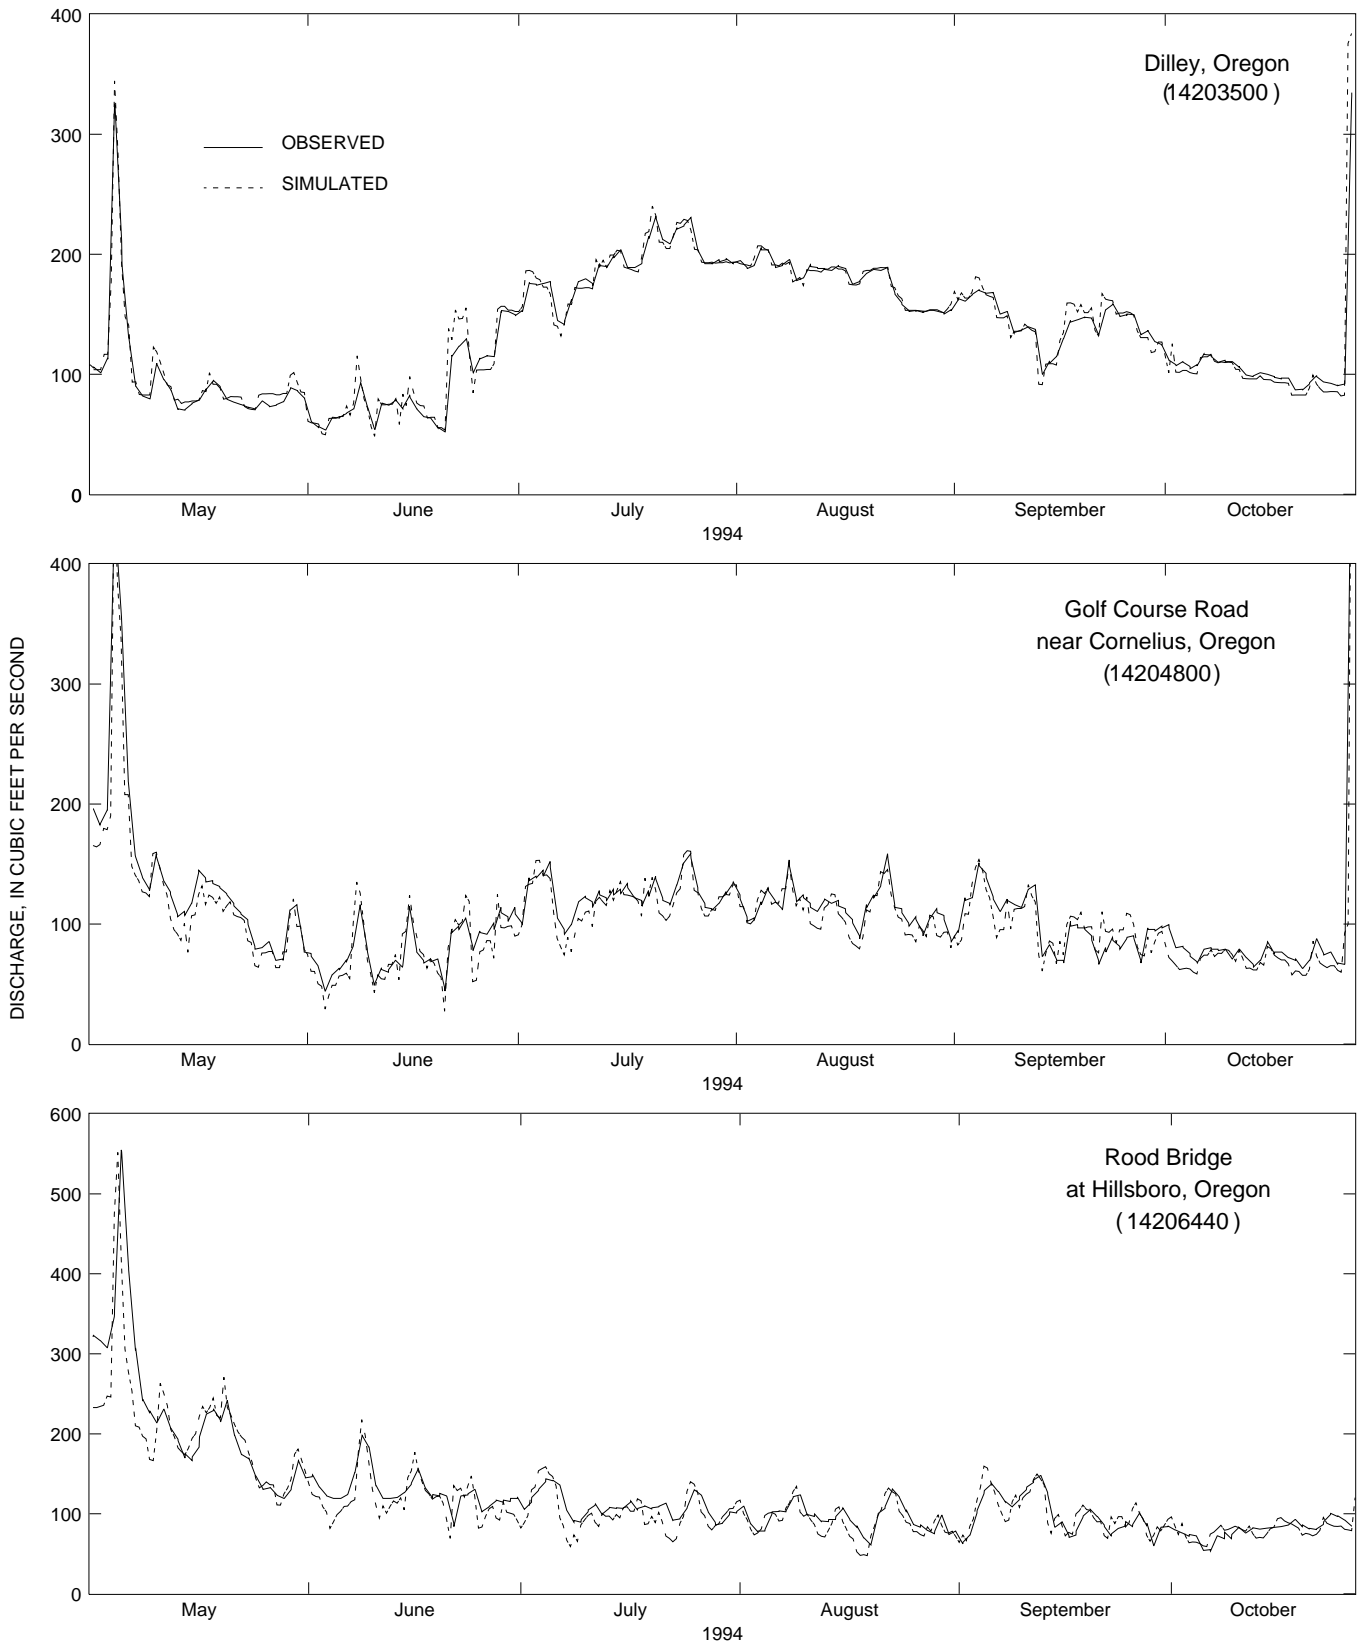 400
Dilley, Oregon
(14203500 )
300
OBSERVED
SIMULATED
200
100
0
May June July August September October
1994
DISCHARGE, IN CUBIC FEET PER SECOND
400
Golf Course Road
near Cornelius, Oregon
(14204800)
300
200
100
0
May June July August September October
1994
600
Rood Bridge
at Hillsboro, Oregon
(14206440)
500
400
300
200
100
0
May June July August September October
1994